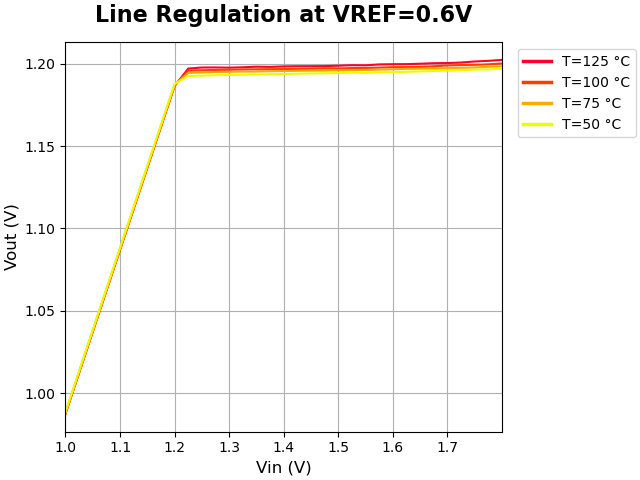 Line Regulation at VREF=0.6V
T=125 °C
T=100 °C
T=75 °C
T=50 °C
Vout (V)
1.20
1.15
1.10
1.05
1.00
1.0 1.1 1.2 1.3 1.4 1.5 1.6 1.7
Vin (V)